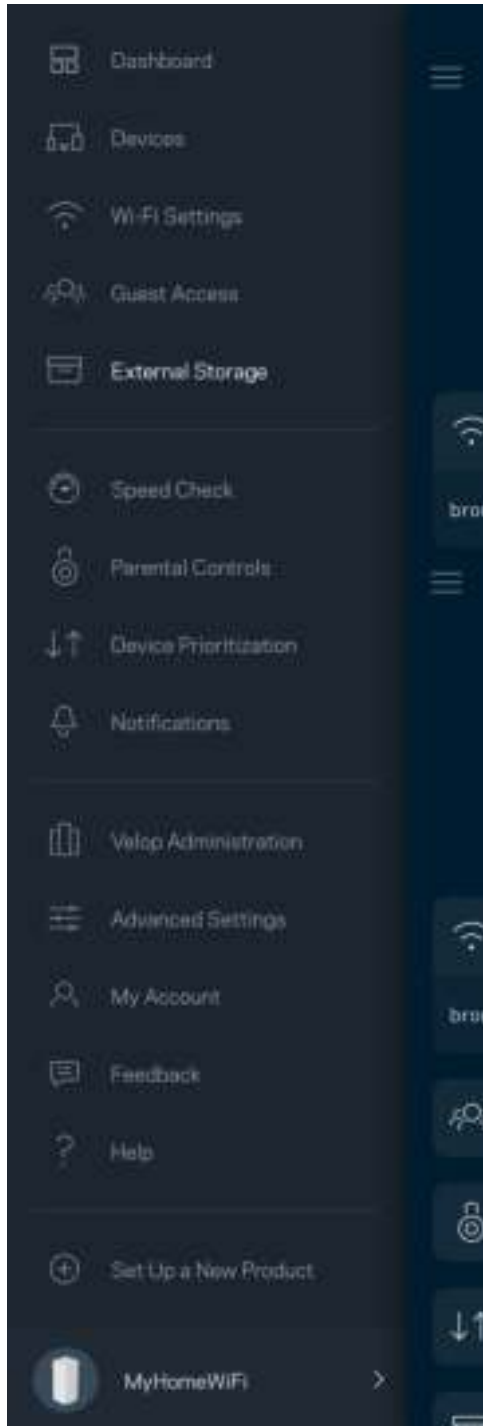 Dashboard
Devices
Wi-Fi Settings
Guest Access
External Storage
Speed Check
Parental Controls
Device Prioritization
Notifications
Velop Administration
Advanced Settings
My Account
Feedback
Help
Set Up a New Product
MyHomeWiFi